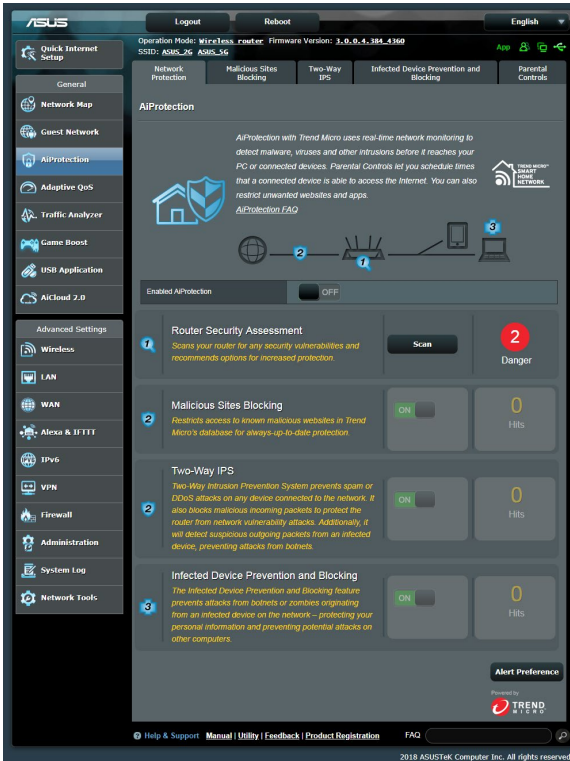 ASUS
Logout
Reboot
English
Quick Internet
Setup
Operation Mode: Wireless router Firmware Version: 3.0.0.4.384_4360
SSID: ASUS_2G ASUS_5G
App
General
Network Map
Guest Network
AiProtection
Adaptive QoS
Traffic Analyzer
Game Boost
USB Application
AiCloud 2.0
Advanced Settings
Wireless
LAN
WAN
Alexa & IFTTT
IPv6
VPN
Firewall
Administration
System Log
Network Tools
Network
Protection
Malicious Sites
Blocking
Two-Way
IPS
Infected Device Prevention and
Blocking
Parental
Controls
AiProtection
AiProtection with Trend Micro uses real-time network monitoring to
detect malware, viruses and other intrusions before it reaches your
PC or connected devices. Parental Controls let you schedule times
that a connected device is able to access the Internet. You can also
restrict unwanted websites and apps.
AiProtection FAQ
TREND MICRO™
SMART
HOME
NETWORK
2
1
3
Enabled AiProtection
OFF
1
Router Security Assessment
Scans your router for any security vulnerabilities and
recommends options for increased protection.
Scan
2
Danger
2
Malicious Sites Blocking
Restricts access to known malicious websites in Trend
Micro's database for always-up-to-date protection.
ON
0
Hits
2
Two-Way IPS
Two-Way Intrusion Prevention System prevents spam or
DDoS attacks on any device connected to the network. It
also blocks malicious incoming packets to protect the
router from network vulnerability attacks. Additionally, it
will detect suspicious outgoing packets from an infected
device, preventing attacks from botnets.
ON
0
Hits
3
Infected Device Prevention and Blocking
The Infected Device Prevention and Blocking feature
prevents attacks from botnets or zombies originating
from an infected device on the network – protecting your
personal information and preventing potential attacks on
other computers.
ON
0
Hits
Alert Preference
Powered by
TREND
MICRO
Help & Support
Manual | Utility | Feedback | Product Registration
FAQ
2018 ASUSTeK Computer Inc. All rights reserved